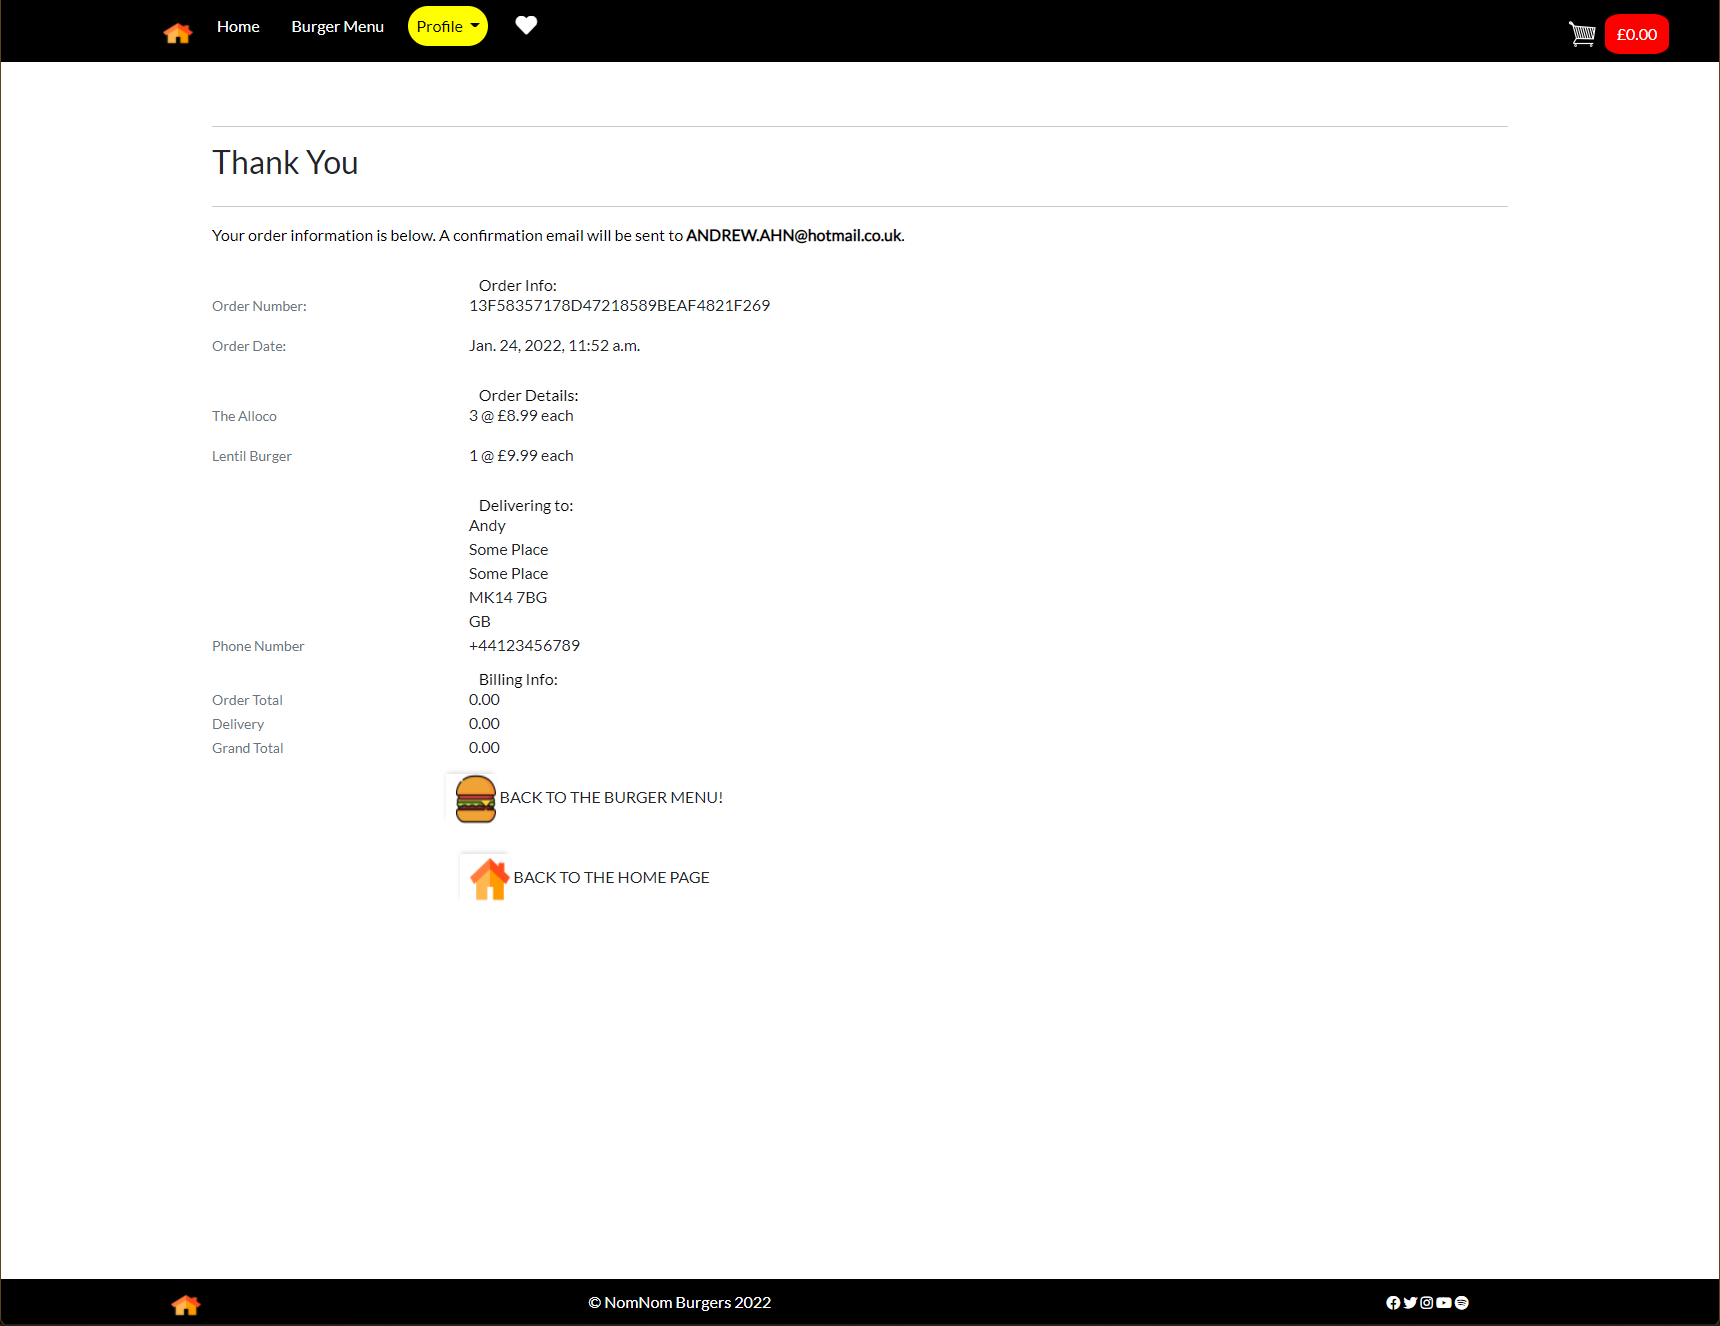 Home Burger Menu Profile £0.00
Thank You
Your order information is below. A confirmation email will be sent to ANDREW.AHN@hotmail.co.uk.
Order Info:
Order Number: 13F58357178D47218589BEAF4821F269
Order Date: Jan. 24, 2022, 11:52 a.m.
Order Details:
The Alloco 3 @ £8.99 each
Lentil Burger 1 @ £9.99 each
Delivering to:
Andy
Some Place
Some Place
MK14 7BG
GB
Phone Number +44123456789
Billing Info:
Order Total 0.00
Delivery 0.00
Grand Total 0.00
BACK TO THE BURGER MENU!
BACK TO THE HOME PAGE
© NomNom Burgers 2022